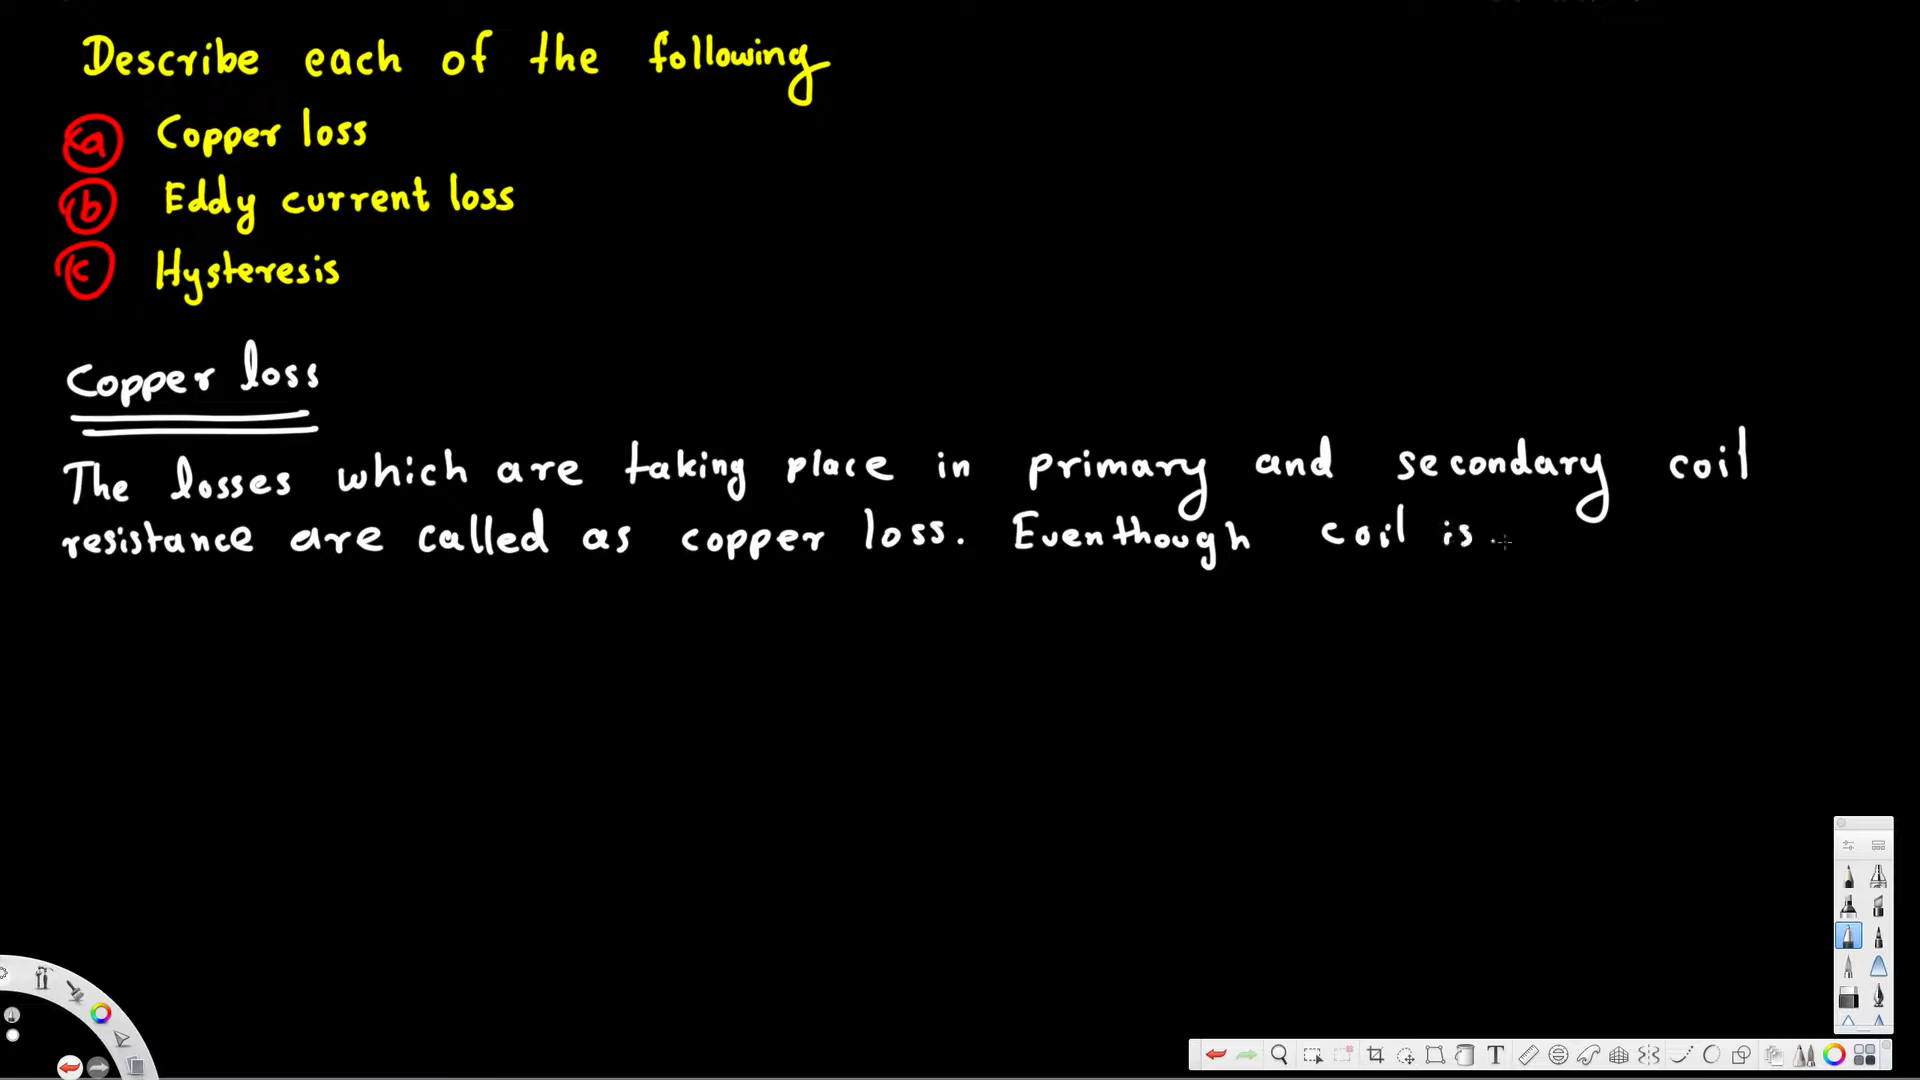 Describe each of the following
a Copper loss
b Eddy current loss
c Hysteresis
Copper loss
The losses which are taking place in primary and secondary coil
resistance are called as copper loss. Eventhough coil is